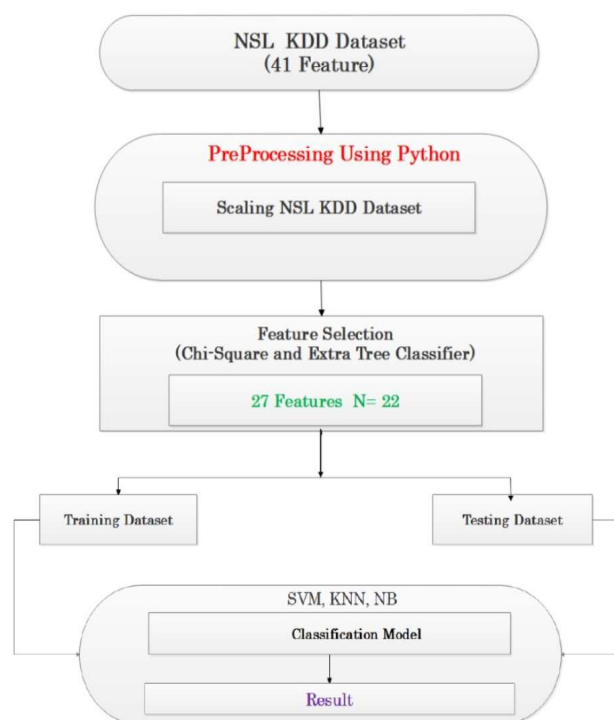 NSL KDD Dataset
(41 Feature)
PreProcessing Using Python
Scaling NSL KDD Dataset
Feature Selection
(Chi-Square and Extra Tree Classifier)
27 Features N= 22
Training Dataset
Testing Dataset
SVM, KNN, NB
Classification Model
Result